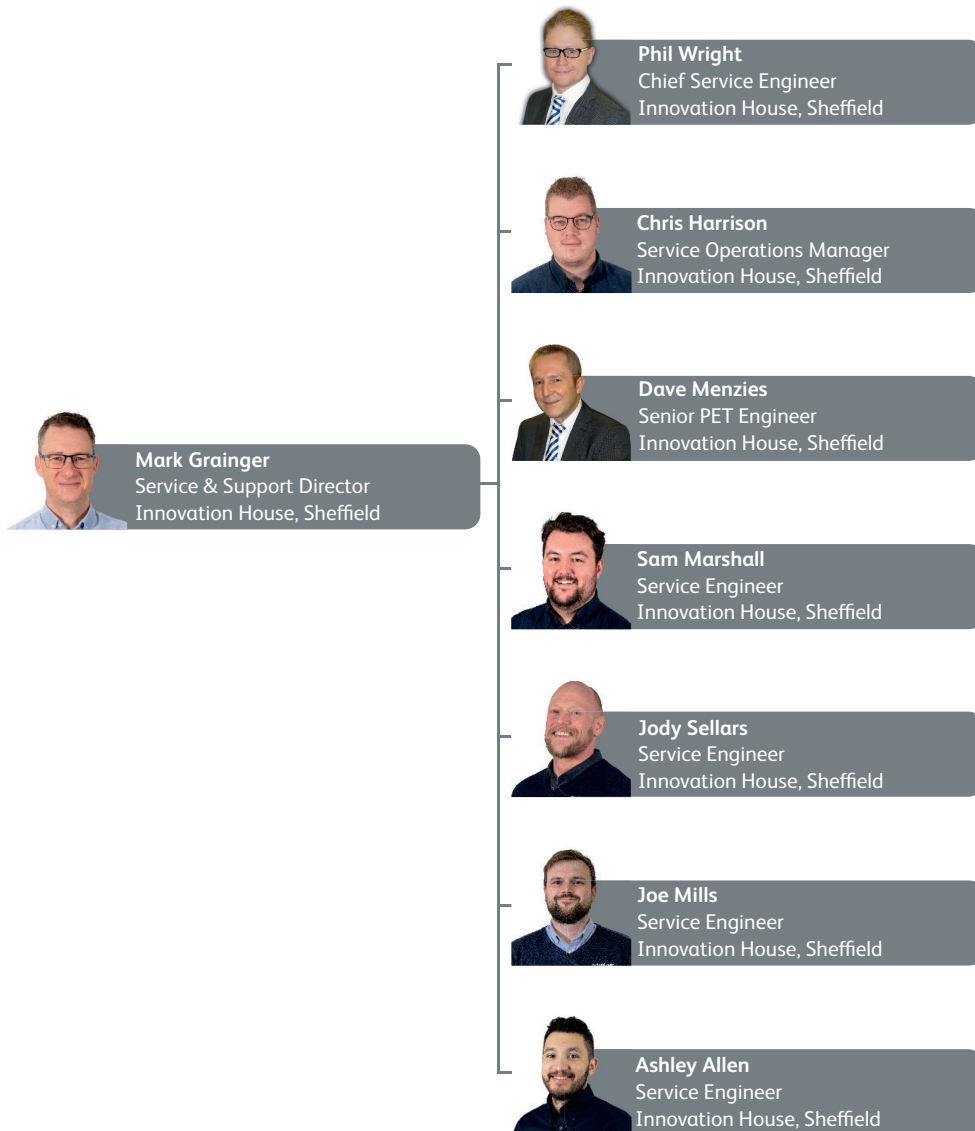 Phil Wright
Chief Service Engineer
Innovation House, Sheffield
Chris Harrison
Service Operations Manager
Innovation House, Sheffield
Dave Menzies
Senior PET Engineer
Innovation House, Sheffield
Mark Grainger
Service & Support Director
Innovation House, Sheffield
Sam Marshall
Service Engineer
Innovation House, Sheffield
Jody Sellars
Service Engineer
Innovation House, Sheffield
Joe Mills
Service Engineer
Innovation House, Sheffield
Ashley Allen
Service Engineer
Innovation House, Sheffield